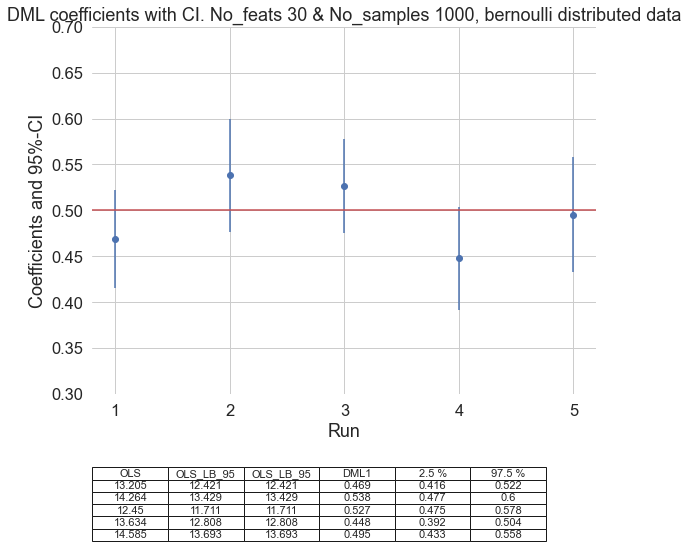 DML coefficients with CI. No_feats 30 & No_samples 1000, bernoulli distributed data
0.70
0.65
0.60
0.55
0.50
0.45
0.40
0.35
0.30
Coefficients and 95%-CI
1 2 3 4 5
Run
OLS OLS_LB_95 OLS_LB_95 DML1 2.5 % 97.5 %
13.205 12.421 12.421 0.469 0.416 0.522
14.264 13.429 13.429 0.538 0.477 0.6
12.45 11.711 11.711 0.527 0.475 0.578
13.634 12.808 12.808 0.448 0.392 0.504
14.585 13.693 13.693 0.495 0.433 0.558